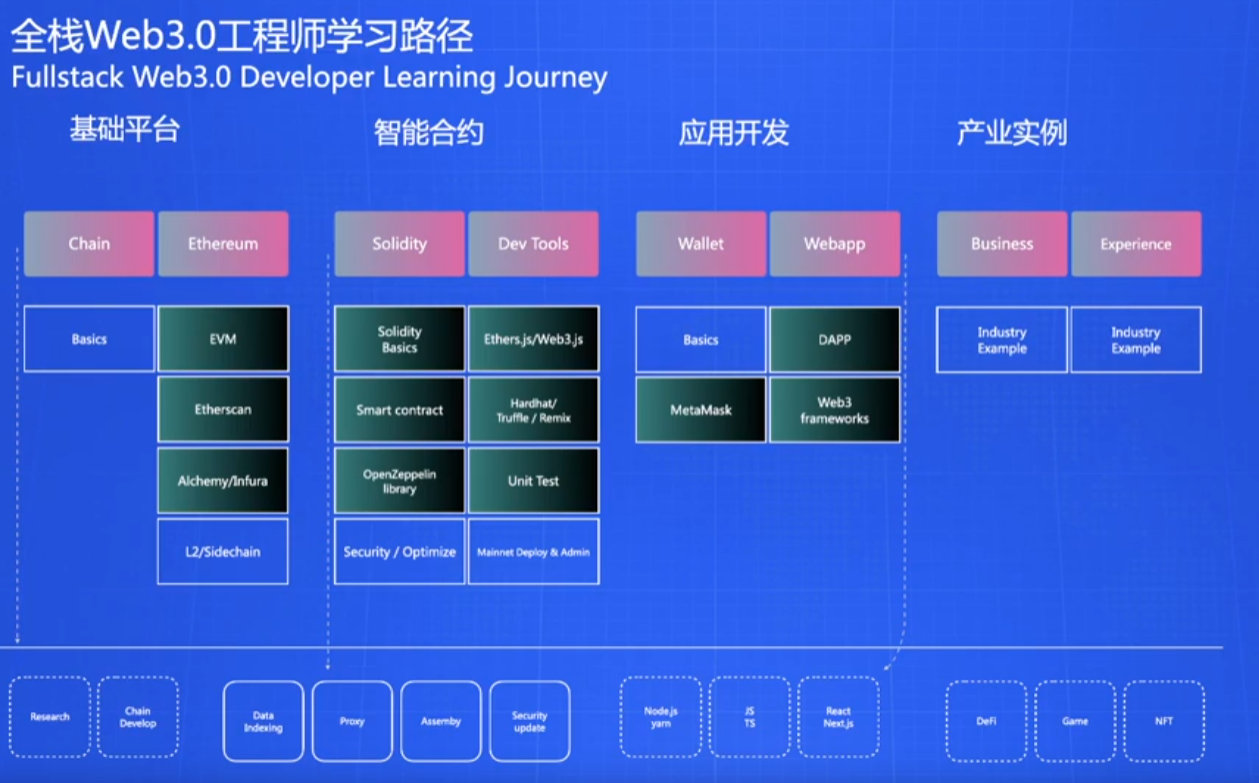 全栈Web3.0工程师学习路径
Fullstack Web3.0 Developer Learning Journey
基础平台
智能合约
应用开发
产业实例
Chain
Ethereum
Solidity
Dev Tools
Wallet
Webapp
Business
Experience
Basics
EVM
Solidity
Basics
Ethers.js/Web3.js
Basics
DAPP
Industry
Example
Industry
Example
Etherscan
Smart contract
Hardhat/
Truffle / Remix
MetaMask
Web3
frameworks
Alchemy/Infura
OpenZeppelin
library
Unit Test
L2/Sidechain
Security / Optimize
Mainnet Deploy & Admin
Research
Chain
Develop
Data
Indexing
Proxy
Assemby
Security
update
Node.js
yarn
JS
TS
React
Next.js
DeFi
Game
NFT